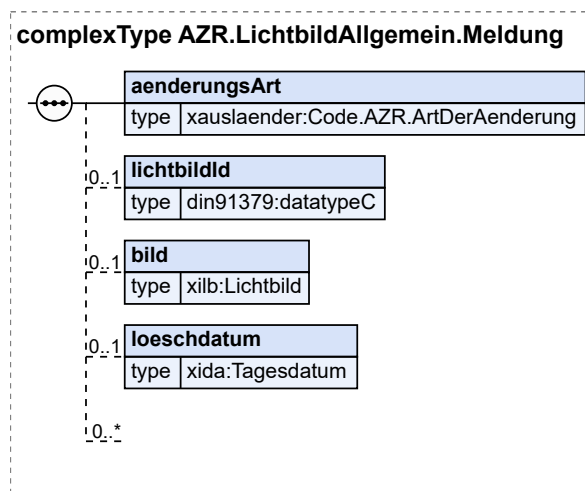 complexType AZR.LichtbildAllgemein.Meldung
aenderungsArt
type xauslaender:Code.AZR.ArtDerAenderung
0..1 lichtbildId
type din91379:datatypeC
0..1 bild
type xilb:Lichtbild
0..1 loeschdatum
type xida:Tagesdatum
0..*